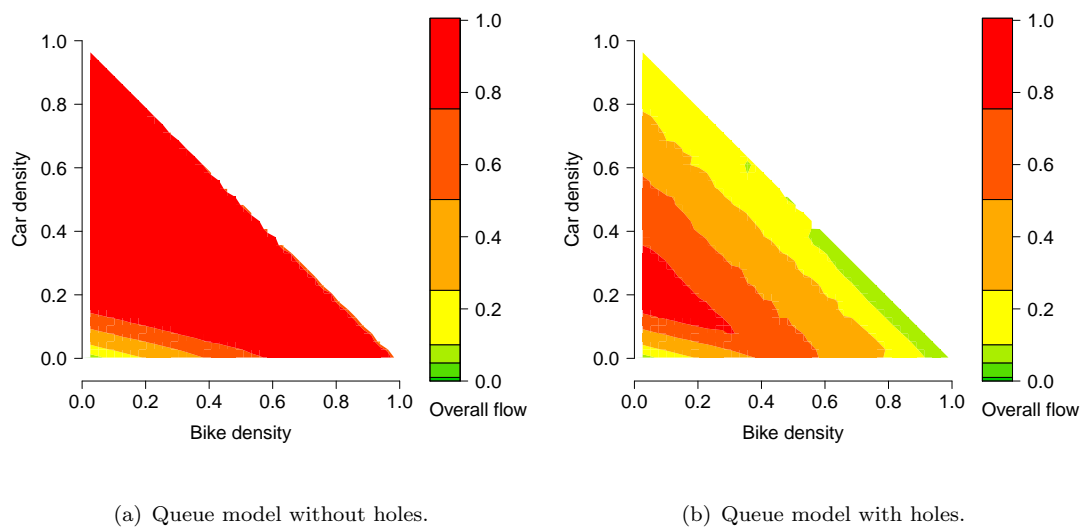 1.0
0.8
0.6
0.4
0.2
0.0
Car density
0.0 0.2 0.4 0.6 0.8 1.0
Bike density
1.0
0.8
0.6
0.4
0.2
0.0
Overall flow
(a) Queue model without holes.
1.0
0.8
0.6
0.4
0.2
0.0
Car density
0.0 0.2 0.4 0.6 0.8 1.0
Bike density
1.0
0.8
0.6
0.4
0.2
0.0
Overall flow
(b) Queue model with holes.